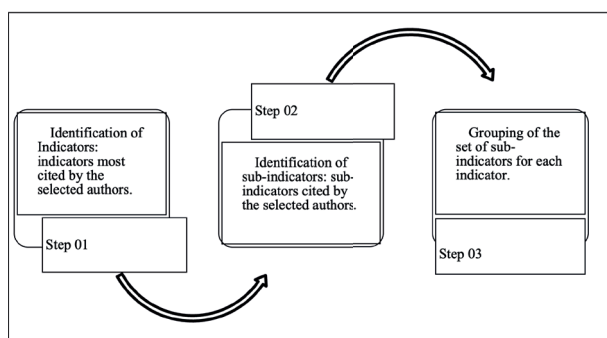 Identification of
Indicators:
indicators most
cited by the
selected authors.
Step 01
Step 02
Identification of
sub-indicators: sub-
indicators cited by
the selected authors.
Grouping of the
set of sub-
indicators for each
indicator.
Step 03